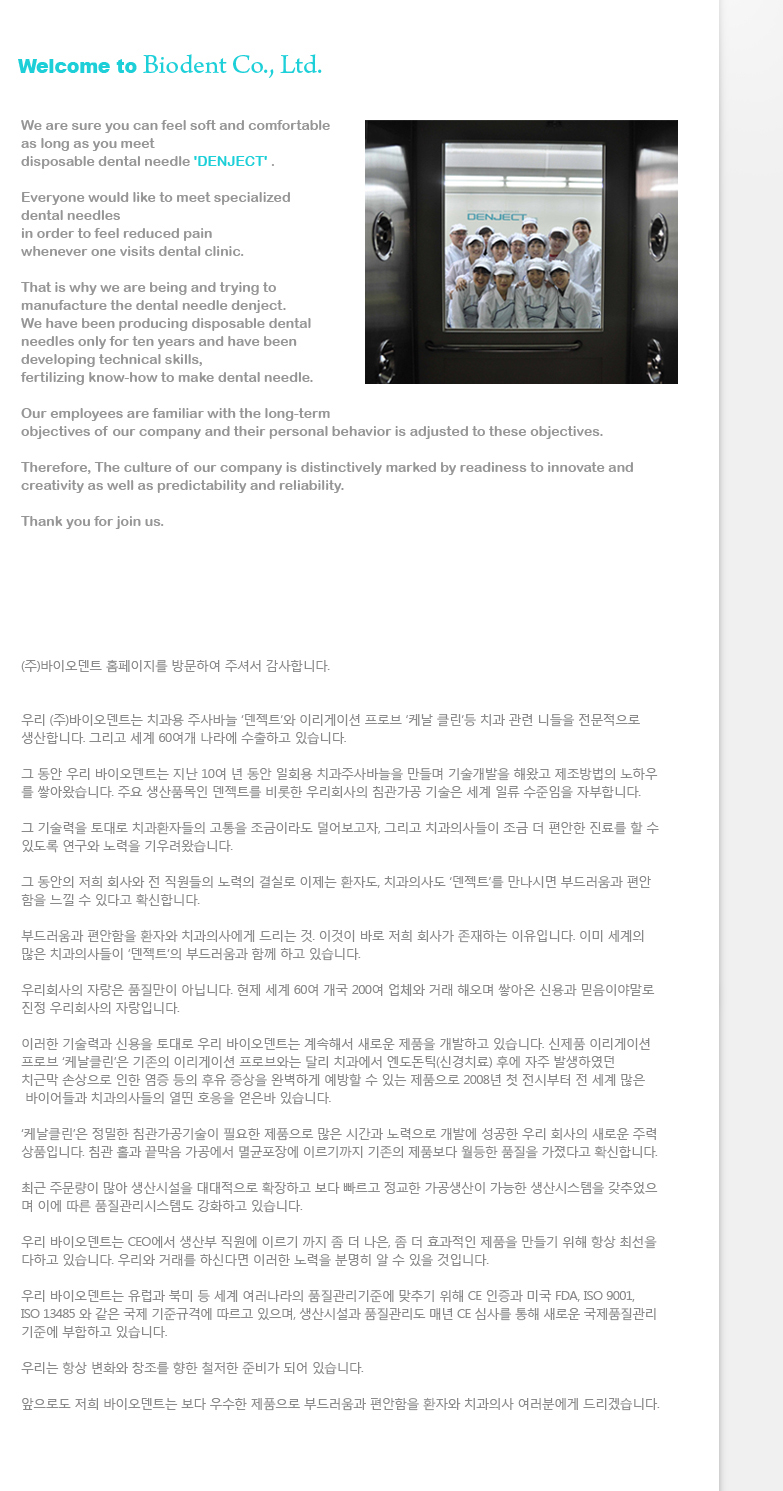 Welcome to Biodent Co., Ltd.
We are sure you can feel soft and comfortable
as long as you meet
disposable dental needle 'DENJECT' .
Everyone would like to meet specialized
dental needles
in order to feel reduced pain
whenever one visits dental clinic.
That is why we are being and trying to
manufacture the dental needle denject.
We have been producing disposable dental
needles only for ten years and have been
developing technical skills,
fertilizing know-how to make dental needle.
DENJECT
Our employees are familiar with the long-term
objectives of our company and their personal behavior is adjusted to these objectives.
Therefore, The culture of our company is distinctively marked by readiness to innovate and
creativity as well as predictability and reliability.
Thank you for join us.
(주)바이오덴트 홈페이지를 방문하여 주셔서 감사합니다.
우리 (주)바이오덴트는 치과용 주사바늘 ‘덴젝트’와 이리게이션 프로브 ‘케날 클린’등 치과 관련 니들을 전문적으로
생산합니다. 그리고 세계 60여개 나라에 수출하고 있습니다.
그 동안 우리 바이오덴트는 지난 10여 년 동안 일회용 치과주사바늘을 만들며 기술개발을 해왔고 제조방법의 노하우
를 쌓아왔습니다. 주요 생산품목인 덴젝트를 비롯한 우리회사의 침관가공 기술은 세계 일류 수준임을 자부합니다.
그 기술력을 토대로 치과환자들의 고통을 조금이라도 덜어보고자, 그리고 치과의사들이 조금 더 편안한 진료를 할 수
있도록 연구와 노력을 기우려왔습니다.
그 동안의 저희 회사와 전 직원들의 노력의 결실로 이제는 환자도, 치과의사도 ‘덴젝트’를 만나시면 부드러움과 편안
함을 느낄 수 있다고 확신합니다.
부드러움과 편안함을 환자와 치과의사에게 드리는 것. 이것이 바로 저희 회사가 존재하는 이유입니다. 이미 세계의
많은 치과의사들이 ‘덴젝트’의 부드러움과 함께 하고 있습니다.
우리회사의 자랑은 품질만이 아닙니다. 현제 세계 60여 개국 200여 업체와 거래 해오며 쌓아온 신용과 믿음이야말로
진정 우리회사의 자랑입니다.
이러한 기술력과 신용을 토대로 우리 바이오덴트는 계속해서 새로운 제품을 개발하고 있습니다. 신제품 이리게이션
프로브 ‘케날클린’은 기존의 이리게이션 프로브와는 달리 치과에서 엔도돈틱(신경치료) 후에 자주 발생하였던
치근막 손상으로 인한 염증 등의 후유 증상을 완벽하게 예방할 수 있는 제품으로 2008년 첫 전시부터 전 세계 많은
바이어들과 치과의사들의 열띤 호응을 얻은바 있습니다.
‘케날클린’은 정밀한 침관가공기술이 필요한 제품으로 많은 시간과 노력으로 개발에 성공한 우리 회사의 새로운 주력
상품입니다. 침관 홀과 끝막음 가공에서 멸균포장에 이르기까지 기존의 제품보다 월등한 품질을 가졌다고 확신합니다.
최근 주문량이 많아 생산시설을 대대적으로 확장하고 보다 빠르고 정교한 가공생산이 가능한 생산시스템을 갖추었으
며 이에 따른 품질관리시스템도 강화하고 있습니다.
우리 바이오덴트는 CEO에서 생산부 직원에 이르기 까지 좀 더 나은, 좀 더 효과적인 제품을 만들기 위해 항상 최선을
다하고 있습니다. 우리와 거래를 하신다면 이러한 노력을 분명히 알 수 있을 것입니다.
우리 바이오덴트는 유럽과 북미 등 세계 여러나라의 품질관리기준에 맞추기 위해 CE 인증과 미국 FDA, ISO 9001,
ISO 13485 와 같은 국제 기준규격에 따르고 있으며, 생산시설과 품질관리도 매년 CE 심사를 통해 새로운 국제품질관리
기준에 부합하고 있습니다.
우리는 항상 변화와 창조를 향한 철저한 준비가 되어 있습니다.
앞으로도 저희 바이오덴트는 보다 우수한 제품으로 부드러움과 편안함을 환자와 치과의사 여러분에게 드리겠습니다.